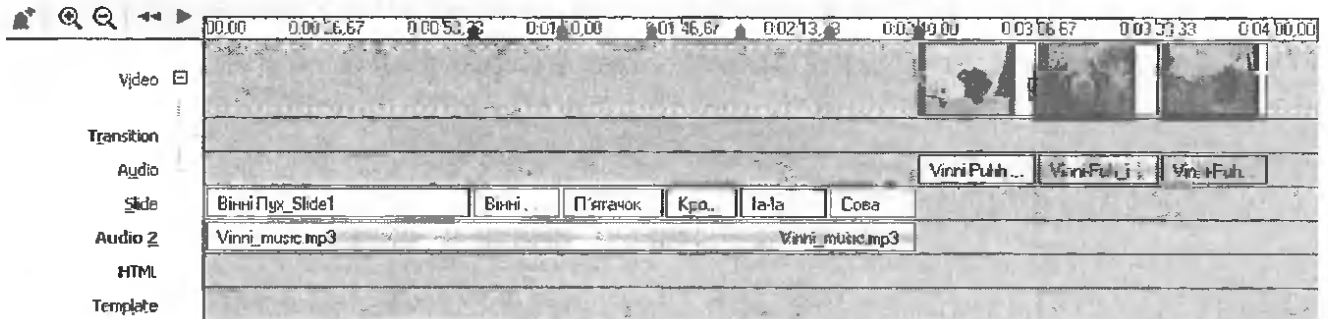 00,00 0:00:26,67 0:00:53,33 0:01:20,00 0:01:46,67 0:02:13,33 0:02:40,00 0:03:06,67 0:03:33,33 0:04:00,00
Video
Transition
Audio Vinni Puhh ...
Slide Вінні Пух_Slide1 Вінні... П'ятачок Кро... Іа-Іа Сова
Audio 2 Vinni_music.mp3 Vinni_music.mp3
HTML
Template